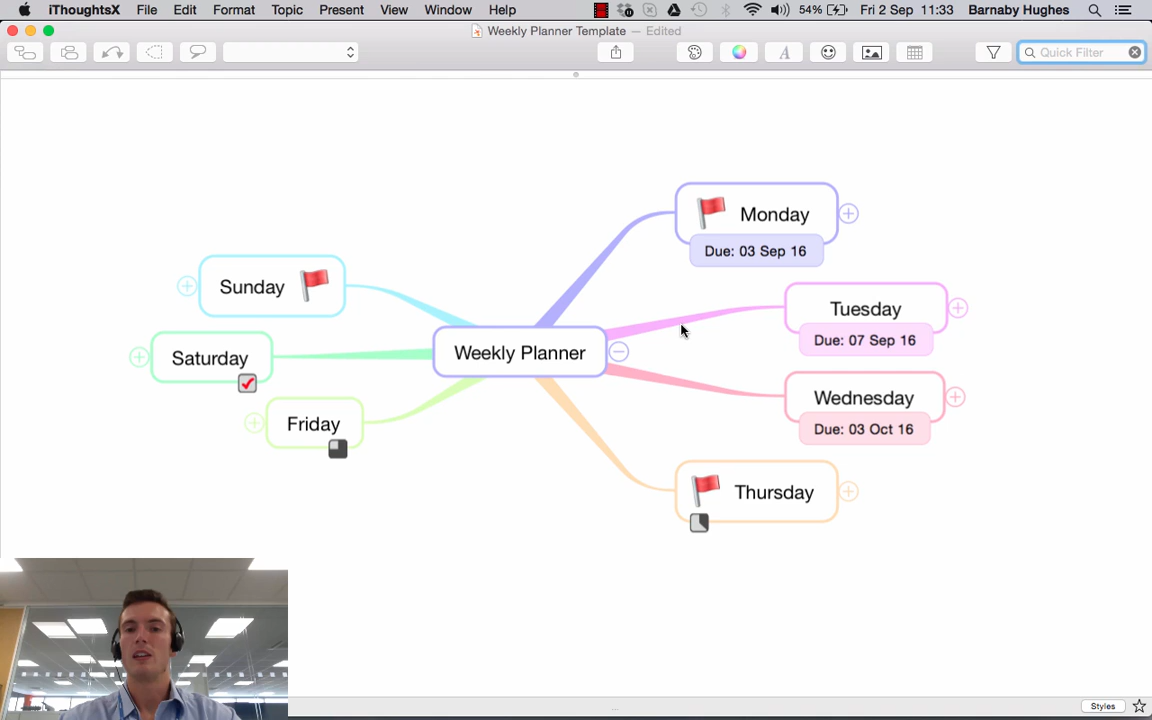 iThoughtsX File Edit Format Topic Present View Window Help 54% Fri 2 Sep 11:33 Barnaby Hughes
Weekly Planner Template — Edited
Quick Filter
Monday
Due: 03 Sep 16
Sunday
Tuesday
Due: 07 Sep 16
Weekly Planner
Saturday
Wednesday
Due: 03 Oct 16
Friday
Thursday
Styles